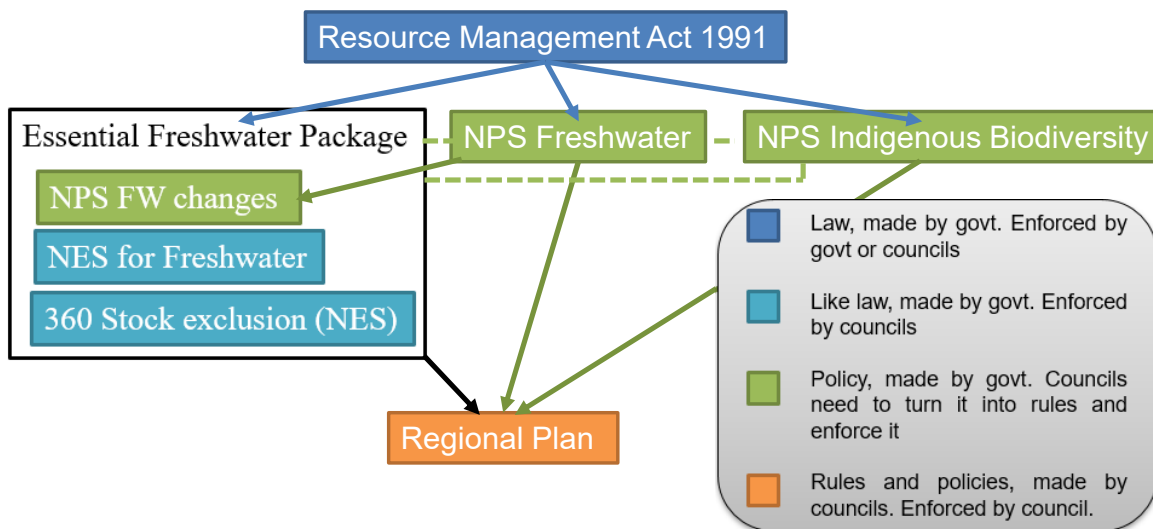 Resource Management Act 1991
Essential Freshwater Package
NPS Freshwater
NPS Indigenous Biodiversity
NPS FW changes
NES for Freshwater
360 Stock exclusion (NES)
Regional Plan
Law, made by govt. Enforced by
govt or councils
Like law, made by govt. Enforced
by councils
Policy, made by govt. Councils
need to turn it into rules and
enforce it
Rules and policies, made by
councils. Enforced by council.